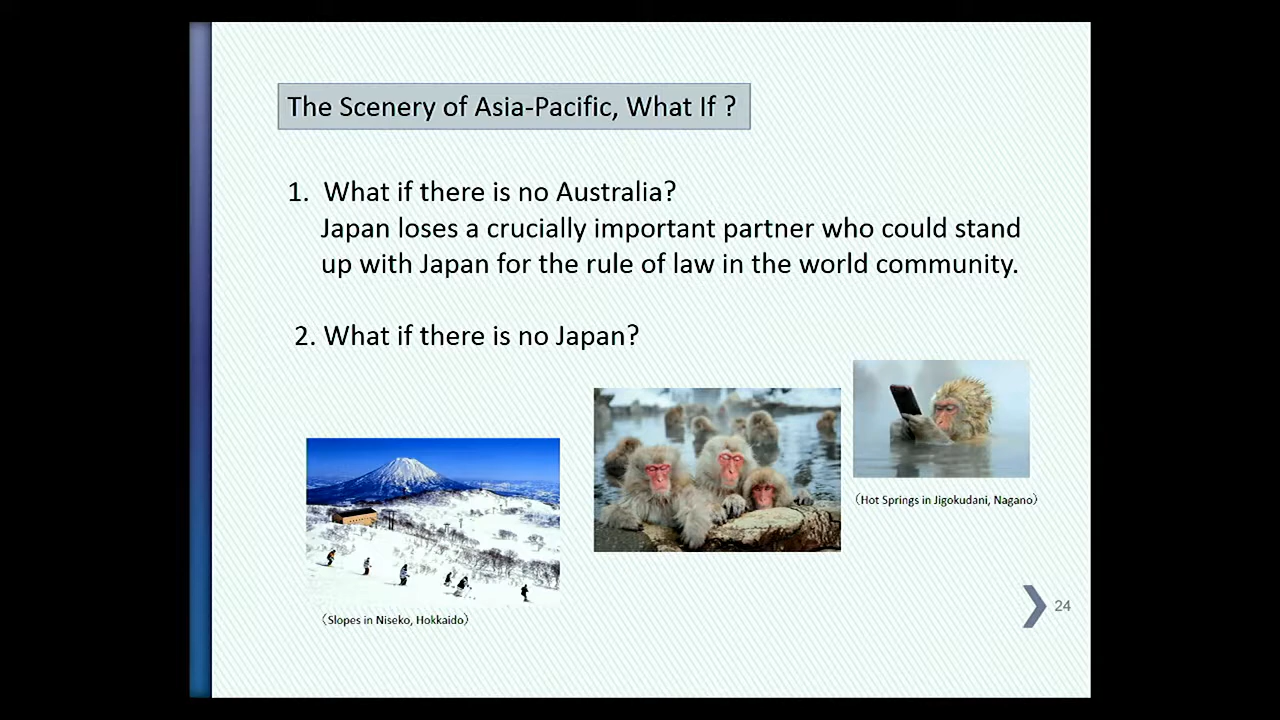 The Scenery of Asia-Pacific, What If ?
1. What if there is no Australia?
Japan loses a crucially important partner who could stand
up with Japan for the rule of law in the world community.
2. What if there is no Japan?
（Hot Springs in Jigokudani, Nagano）
（Slopes in Niseko, Hokkaido）
24